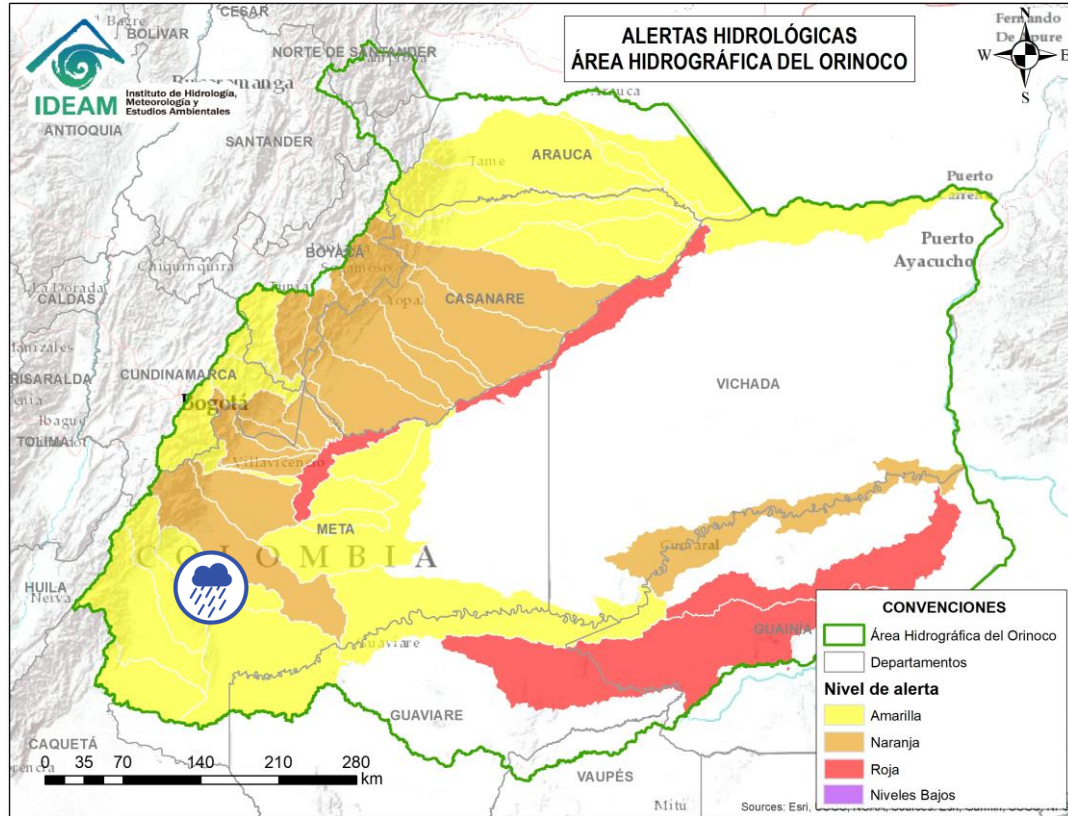 ALERTAS HIDROLÓGICAS
ÁREA HIDROGRÁFICA DEL ORINOCO
N
W
E
S
IDEAM
Instituto de Hidrología,
Meteorología y
Estudios Ambientales
CESAR
BOLÍVAR
NORTE DE SANTANDER
Arauca
ANTIOQUIA
SANTANDER
ARAUCA
Tame
Puerto
Puerto
Ayacucho
BOYACÁ
Chiquinquira
La Dorada
CALDAS
Yopal
CASANARE
RISARALDA
CUNDINAMARCA
VICHADA
Bogotá
Ibagué
TOLIMA
Villavicencio
META
COLOMBIA
HUILA
Neiva
GUAINÍA
GUAVIARE
CAQUETÁ
VAUPÉS
Mitú
0 35 70 140 210 280
km
CONVENCIONES
Área Hidrográfica del Orinoco
Departamentos
Nivel de alerta
Amarilla
Naranja
Roja
Niveles Bajos
Sources: Esri,